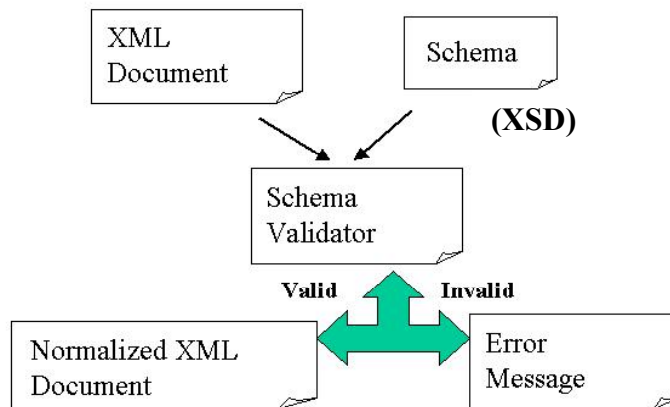 XML
Document
Schema
(XSD)
Schema
Validator
Valid
Invalid
Normalized XML
Document
Error
Message